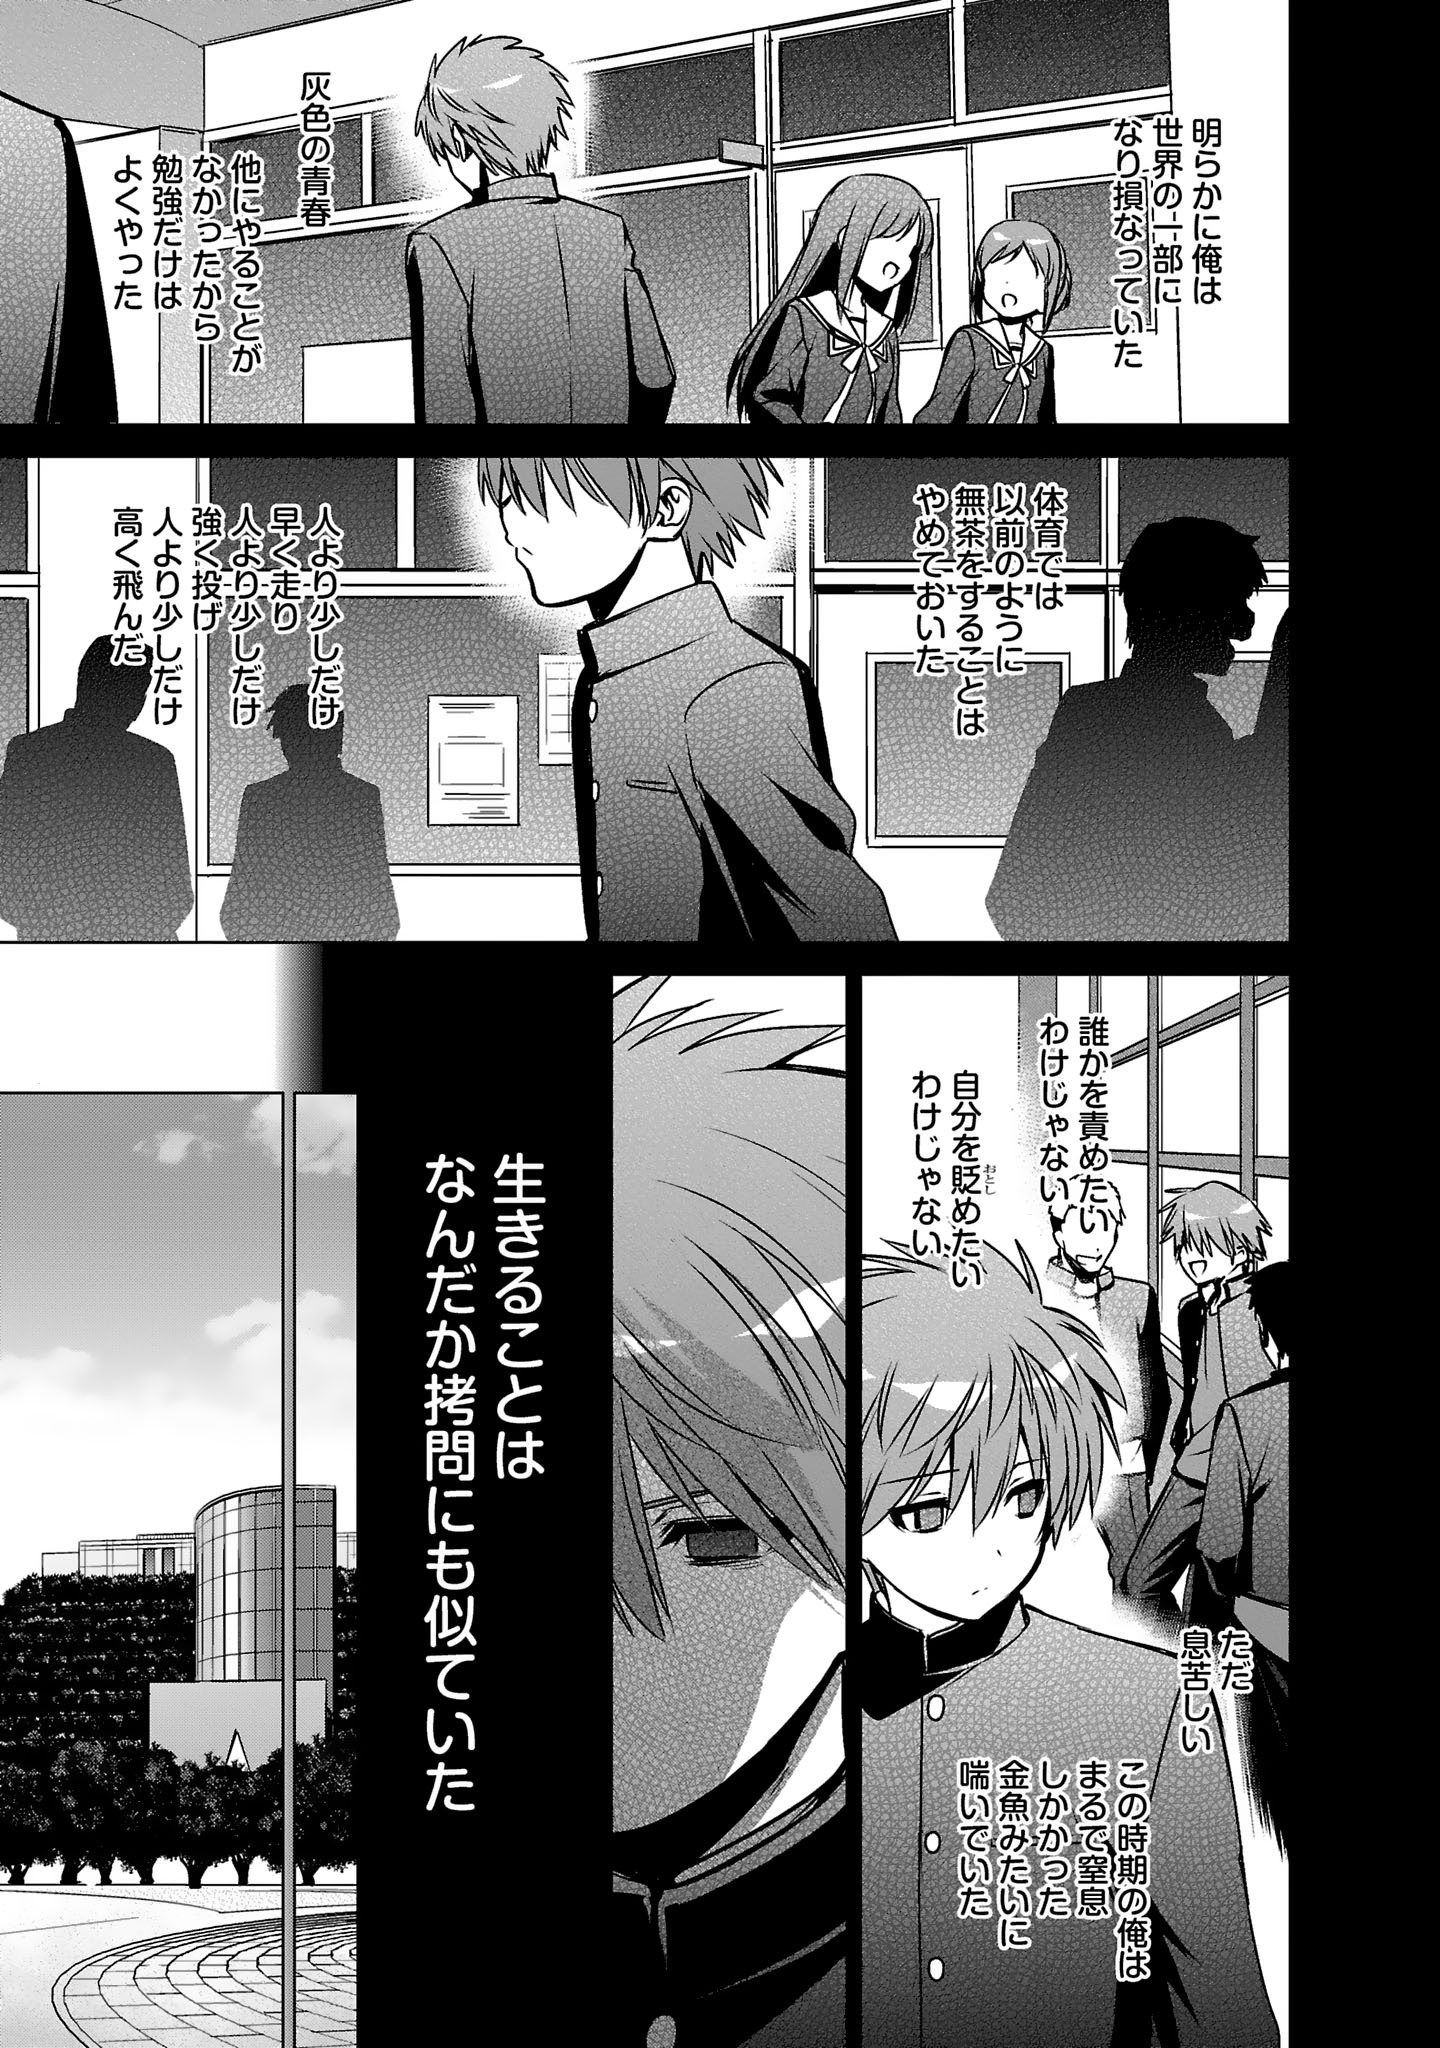 明らかに俺は
世界の一部に
なり損なっていた
灰色の青春
他にやることが
なかったから
勉強だけは
よくやった
体育では
以前のように
無茶をすることは
やめておいた
人より少しだけ
早く走り
人より少しだけ
強く投げ
人より少しだけ
高く飛んだ
誰かを責めたい
わけじゃない
自分を貶めたい
おとし
わけじゃない
ただ
息苦しい
この時期の俺は
まるで窒息
しかかった
金魚みたいに
喘いでいた
生きることは
なんだか拷問にも似ていた